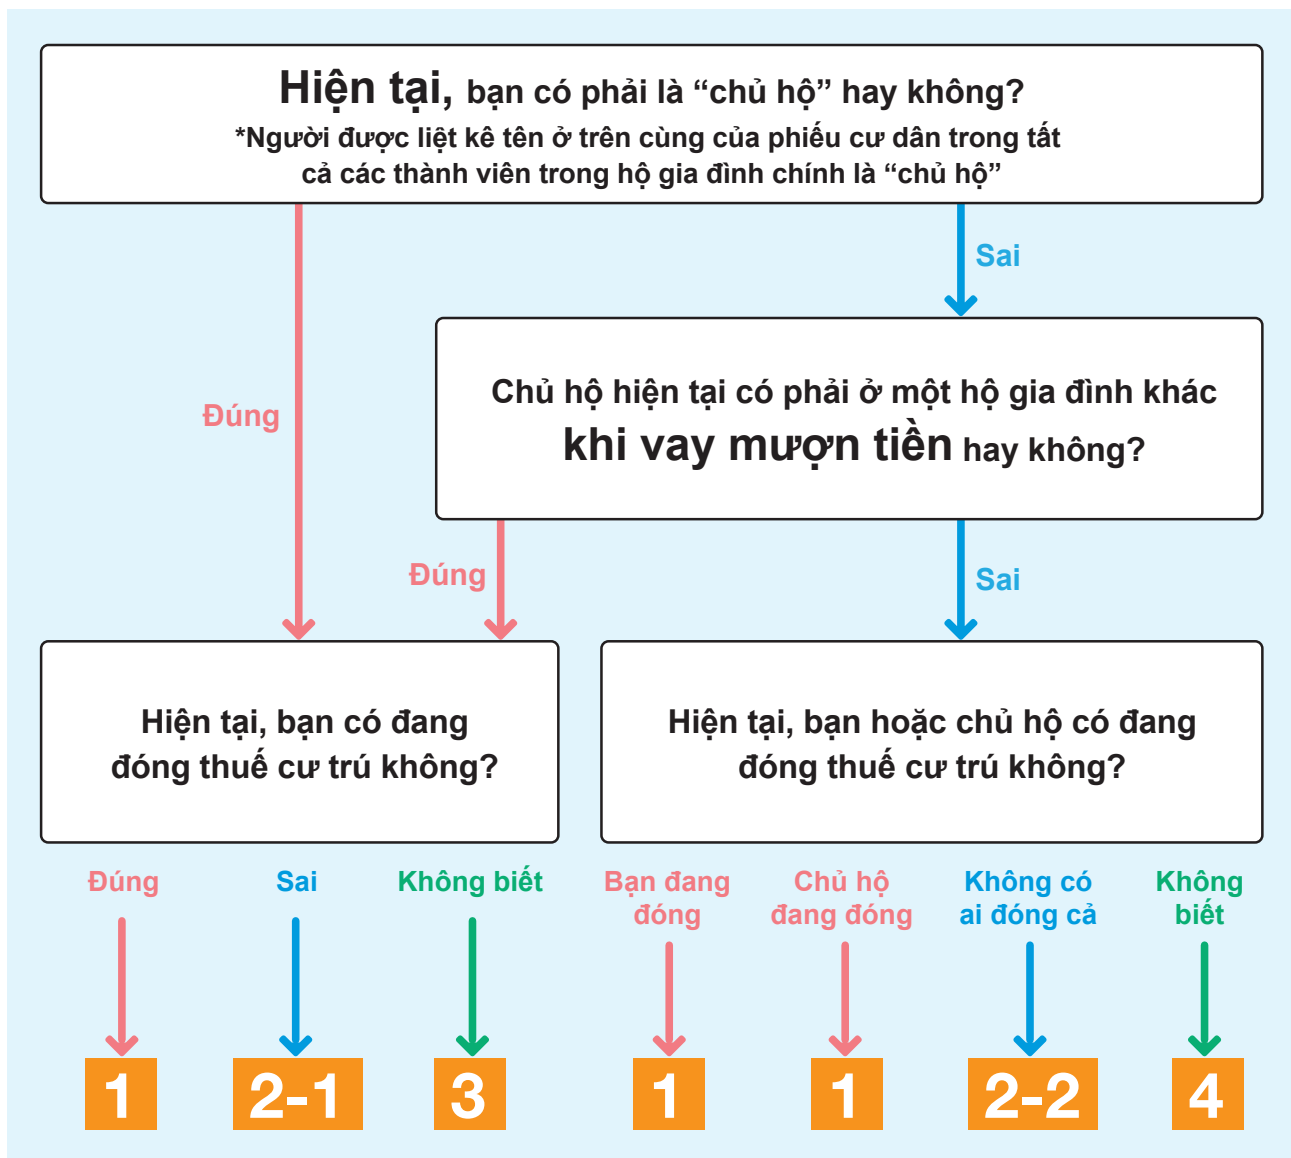 Hiện tại, bạn có phải là “chủ hộ” hay không?
*Người được liệt kê tên ở trên cùng của phiếu cư dân trong tất
cả các thành viên trong hộ gia đình chính là “chủ hộ”
Sai
Chủ hộ hiện tại có phải ở một hộ gia đình khác
khi vay mượn tiền hay không?
Đúng
Đúng
Sai
Hiện tại, bạn có đang
đóng thuế cư trú không?
Hiện tại, bạn hoặc chủ hộ có đang
đóng thuế cư trú không?
Đúng
Sai
Không biết
Bạn đang
đóng
Chủ hộ
đang đóng
Không có
ai đóng cả
Không
biết
1
2-1
3
1
1
2-2
4